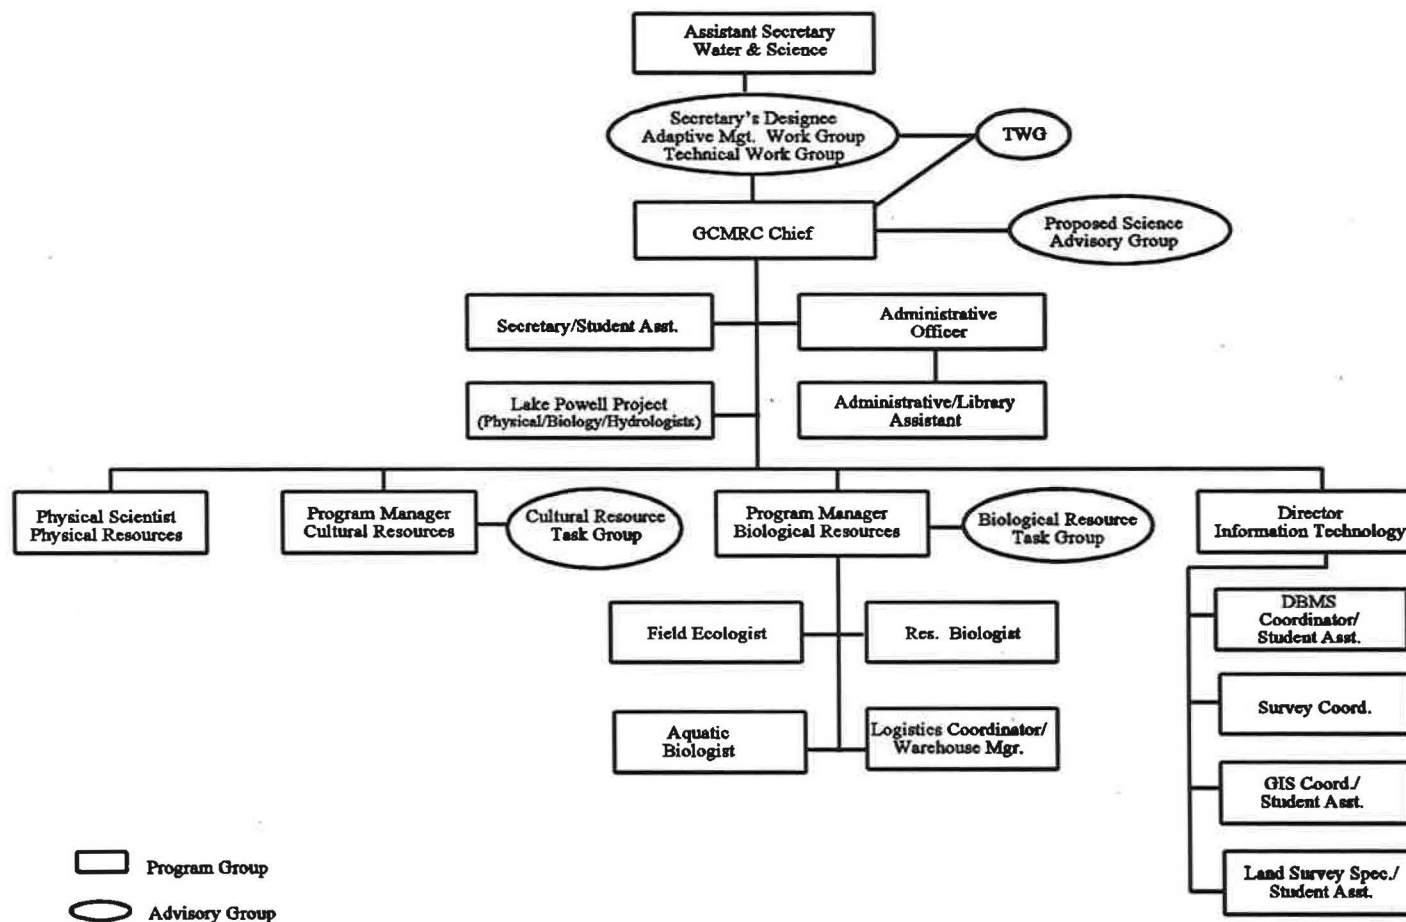 Assistant Secretary
Water & Science
Secretary's Designee
Adaptive Mgt. Work Group
Technical Work Group
TWG
GCMRC Chief
Proposed Science
Advisory Group
Secretary/Student Asst.
Administrative
Officer
Lake Powell Project
(Physical/Biology/Hydrologists)
Administrative/Library
Assistant
Physical Scientist
Physical Resources
Program Manager
Cultural Resources
Cultural Resource
Task Group
Program Manager
Biological Resources
Biological Resource
Task Group
Director
Information Technology
Field Ecologist
Res. Biologist
Aquatic
Biologist
Logistics Coordinator/
Warehouse Mgr.
DBMS
Coordinator/
Student Asst.
Survey Coord.
GIS Coord./
Student Asst.
Land Survey Spec./
Student Asst.
Program Group
Advisory Group